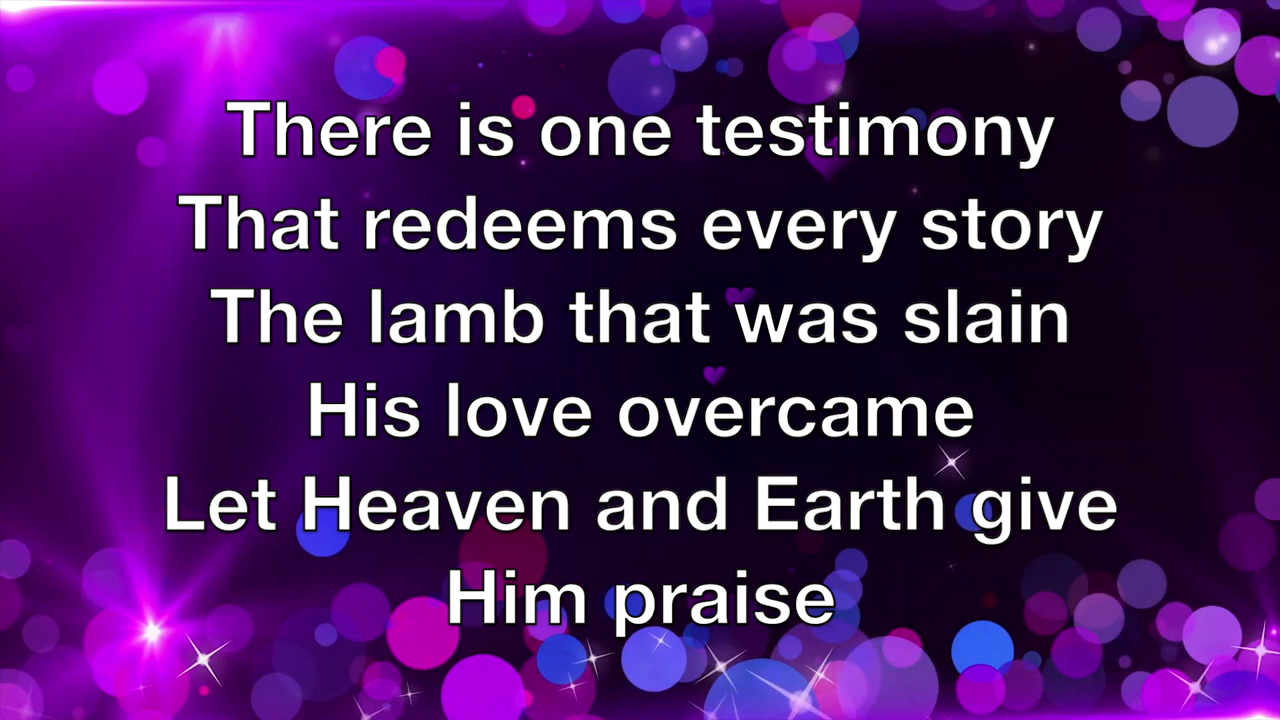 There is one testimony
That redeems every story
The lamb that was slain
His love overcame
Let Heaven and Earth give
Him praise